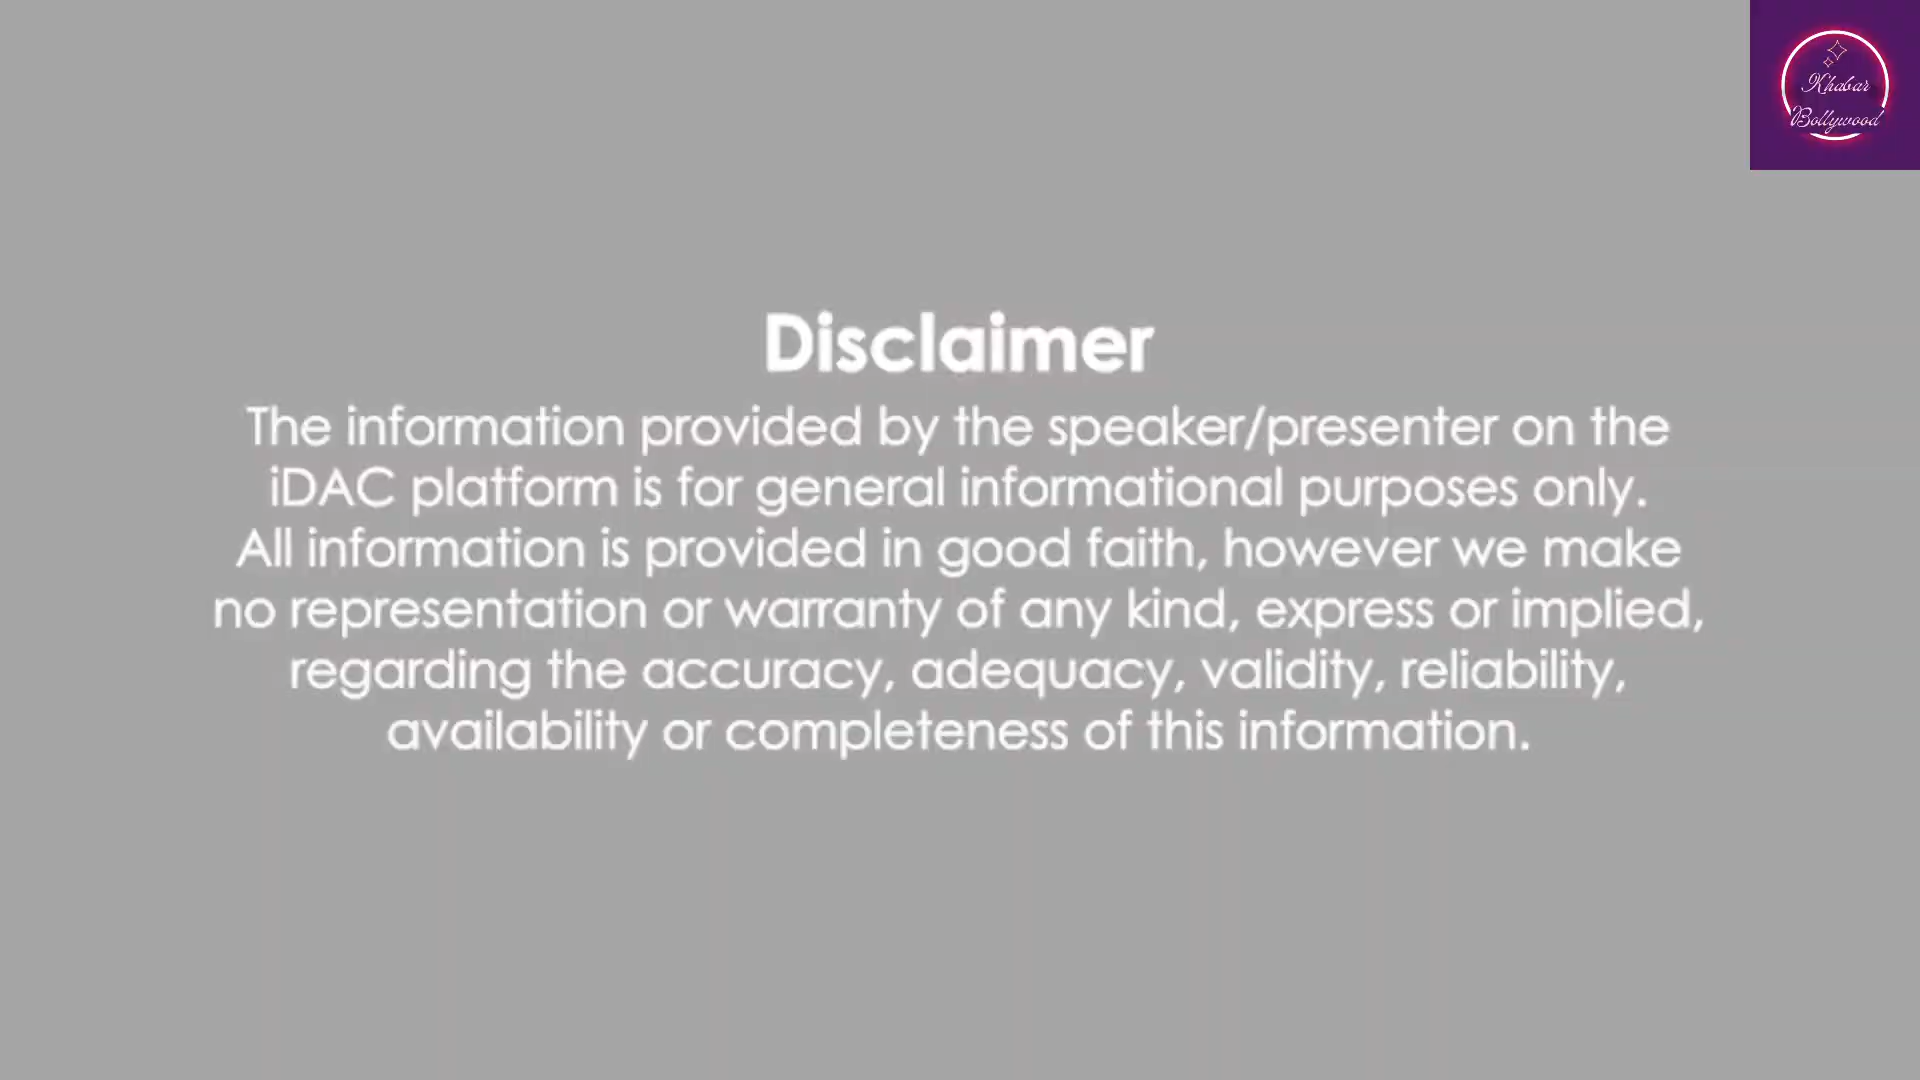 Khabar
Bollywood
Disclaimer
The information provided by the speaker/presenter on the
iDAC platform is for general informational purposes only.
All information is provided in good faith, however we make
no representation or warranty of any kind, express or implied,
regarding the accuracy, adequacy, validity, reliability,
availability or completeness of this information.